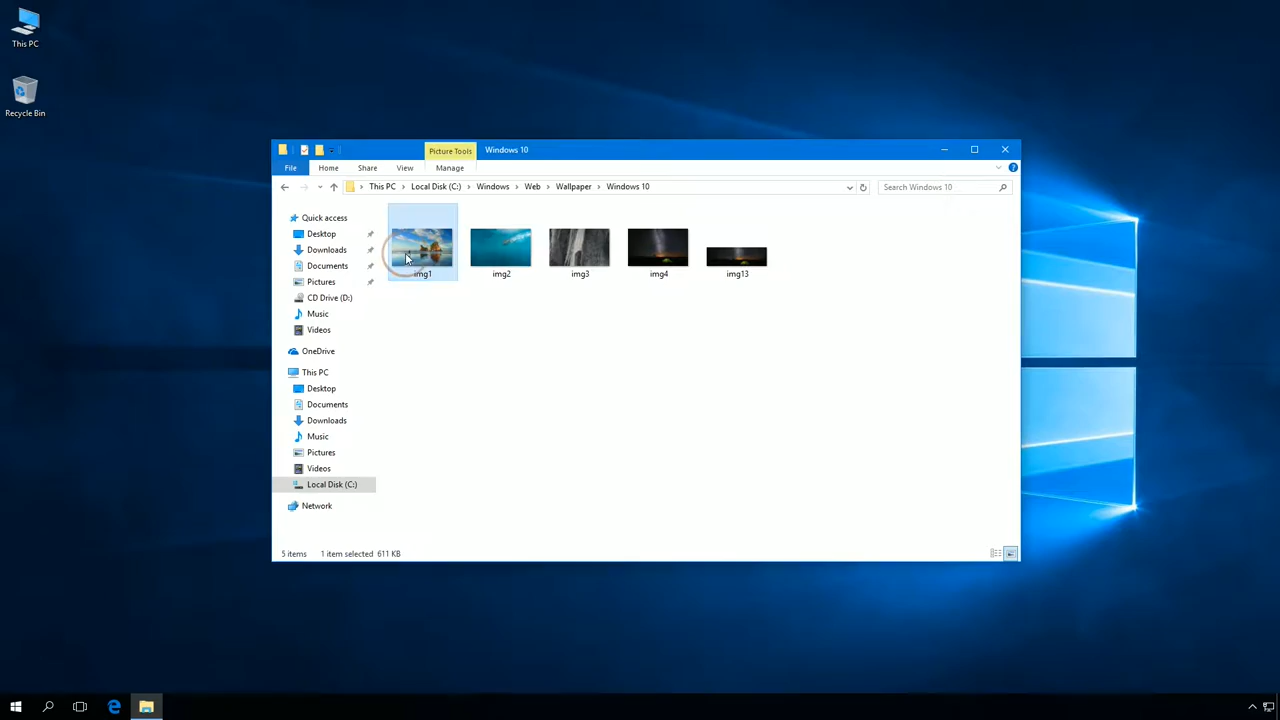 This PC
Recycle Bin
Picture Tools Windows 10
File Home Share View Manage
This PC Local Disk (C:) Windows Web Wallpaper Windows 10 Search Windows 10
Quick access
Desktop
Downloads
Documents
Pictures
CD Drive (D:)
Music
Videos
OneDrive
This PC
Desktop
Documents
Downloads
Music
Pictures
Videos
Local Disk (C:)
Network
img1 img2 img3 img4 img13
5 items 1 item selected 611 KB